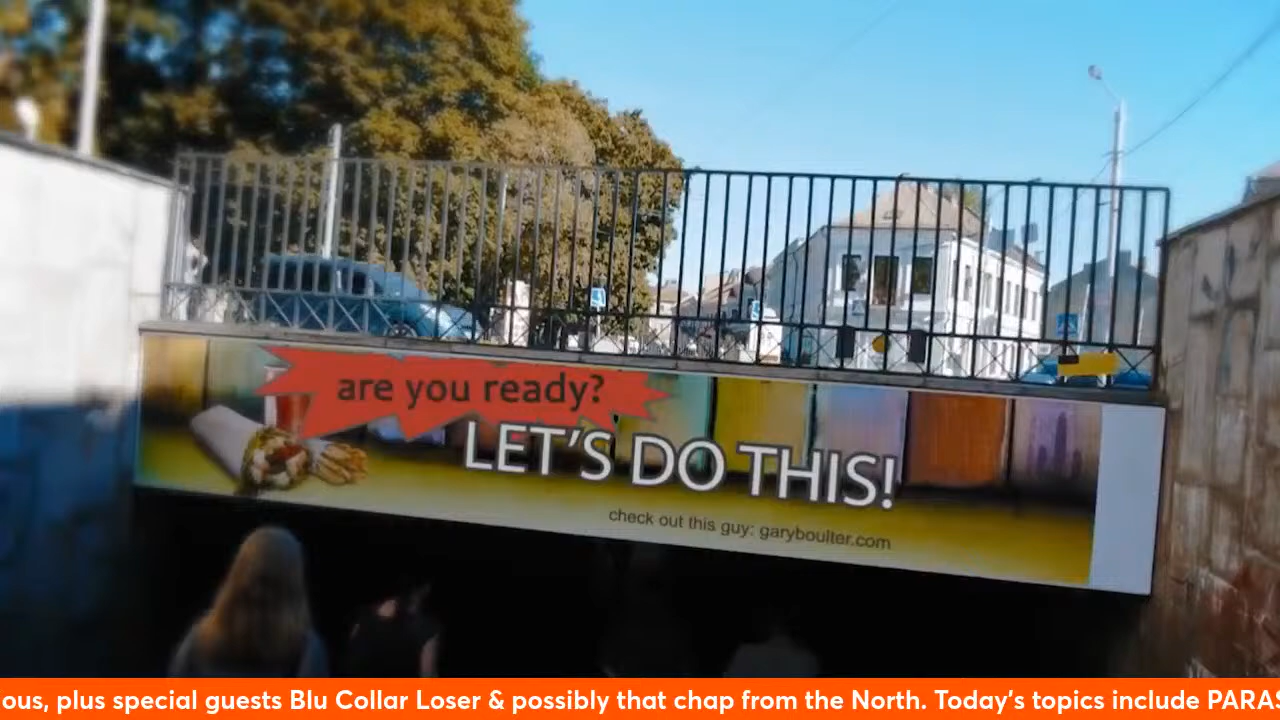 are you ready?
LET'S DO THIS!
check out this guy: garyboulter.com
ous, plus special guests Blu Collar Loser & possibly that chap from the North. Today's topics include PARAS